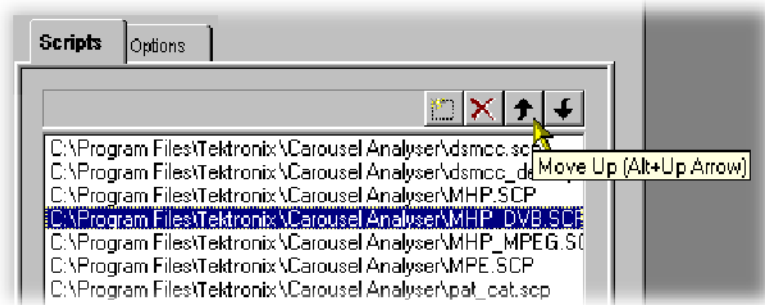 Scripts
Options
C:\Program Files\Tektronix\Carousel Analyser\dsmcc.sc
Move Up (Alt+Up Arrow)
C:\Program Files\Tektronix\Carousel Analyser\dsmcc_de
C:\Program Files\Tektronix\Carousel Analyser\MHP.SCP
C:\Program Files\Tektronix\Carousel Analyser\MHP_DVB.SCP
C:\Program Files\Tektronix\Carousel Analyser\MHP_MPEG.SC
C:\Program Files\Tektronix\Carousel Analyser\MPE.SCP
C:\Program Files\Tektronix\Carousel Analyser\pat_cat.scp